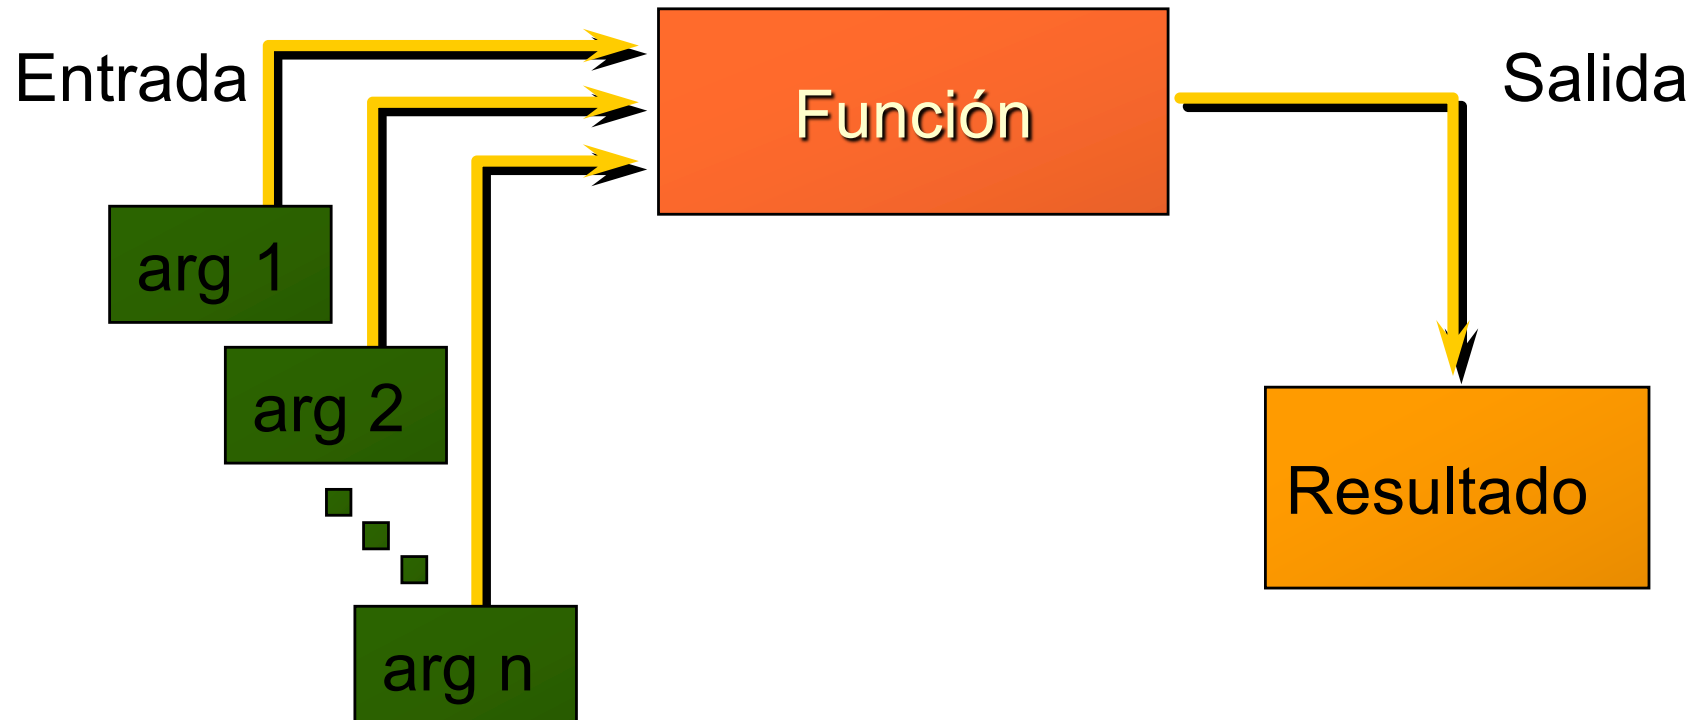 Entrada
Función
Salida
arg 1
arg 2
Resultado
arg n